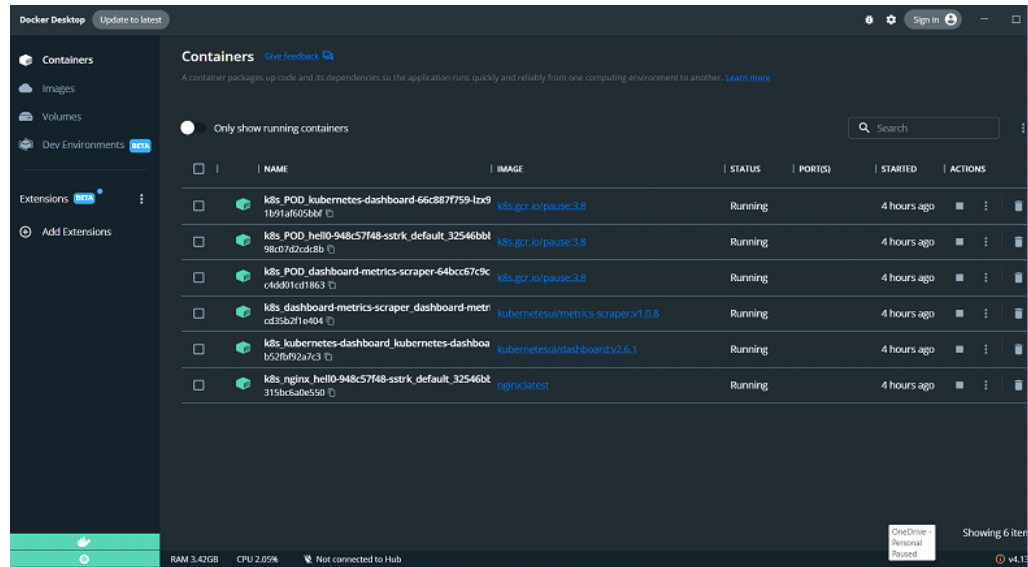 Docker Desktop Update to latest Sign in
Containers
Images
Volumes
Dev Environments BETA
Extensions BETA
Add Extensions
Containers Give feedback
A container packages up code and its dependencies so the application runs quickly and reliably from one computing environment to another. Learn more
Only show running containers
Search
NAME IMAGE STATUS PORT(S) STARTED ACTIONS
k8s_POD_kubernetes-dashboard-66c887f759-lzx9 k8s.gcr.io/pause:3.8 Running 4 hours ago
1b91af605bbf
k8s_POD_hell0-948c57f48-sstrk_default_32546bbl k8s.gcr.io/pause:3.8 Running 4 hours ago
98c07d2cdc8b
k8s_POD_dashboard-metrics-scraper-64bcc67c9c k8s.gcr.io/pause:3.8 Running 4 hours ago
c4dd01cd1863
k8s_dashboard-metrics-scraper_dashboard-metri kubernetesui/metrics-scraper:v1.0.8 Running 4 hours ago
cd35b2f1e404
k8s_kubernetes-dashboard_kubernetes-dashboa kubernetesui/dashboard:v2.6.1 Running 4 hours ago
b52fbf92a7c3
k8s_nginx_hell0-948c57f48-sstrk_default_32546bb nginx:latest Running 4 hours ago
315bc6a0e550
Showing 6 iter
OneDrive -
Personal
Paused
RAM 3.42GB CPU 2.05% Not connected to Hub v4.13